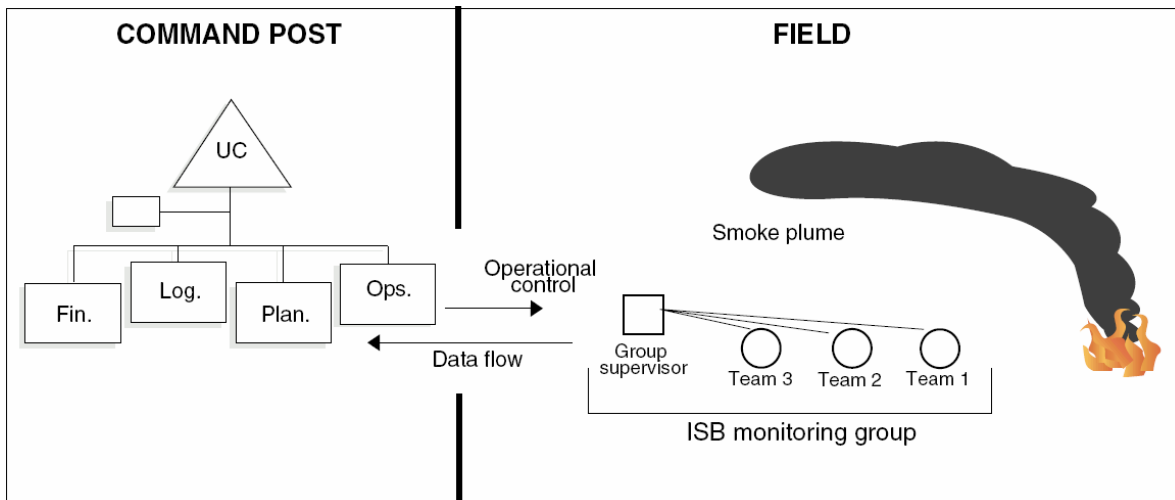 COMMAND POST
FIELD
UC
Fin.
Log.
Plan.
Ops.
Operational
control
Data flow
Smoke plume
Group
supervisor
Team 3
Team 2
Team 1
ISB monitoring group